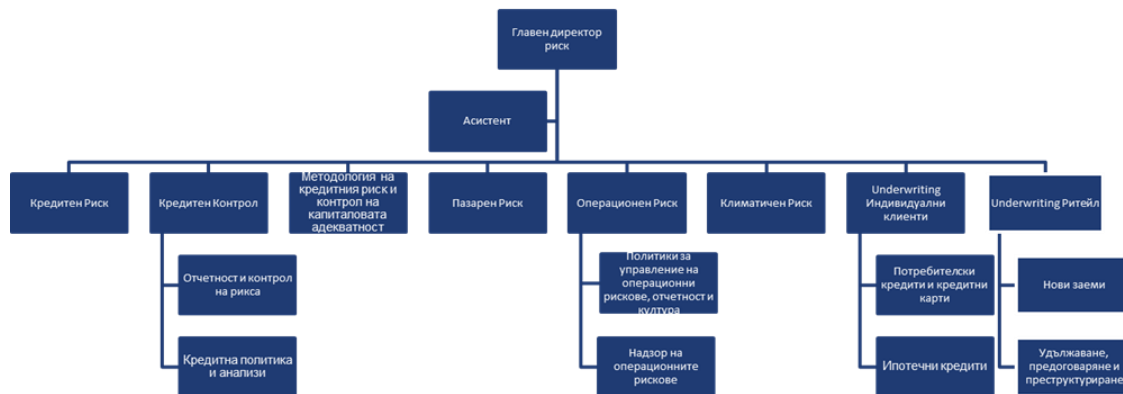 Главен директор
риск
Асистент
Кредитен Риск
Кредитен Контрол
Методология на
кредитния риск и
контрол на
капиталовата
адекватност
Пазарен Риск
Операционен Риск
Климатичен Риск
Underwriting
Индивидуални
клиенти
Underwriting Ритейл
Отчетност и контрол
на рикса
Политики за
управление на
операционни
рискове, отчетност и
култура
Потребителски
кредити и кредитни
карти
Нови заеми
Кредитна политика
и анализи
Надзор на
операционните
рискове
Ипотечни кредити
Удължаване,
предоговаряне и
преструктуриране